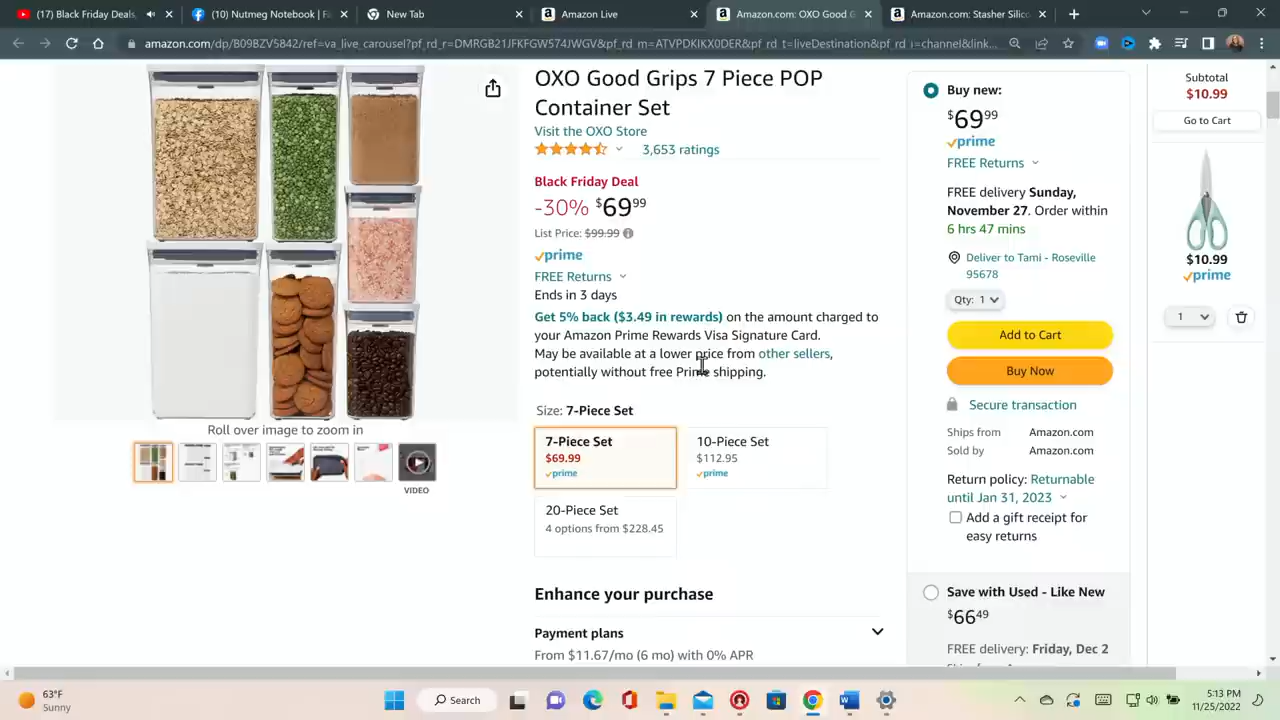 (17) Black Friday Deals, D
(10) Nutmeg Notebook | Fa
New Tab
Amazon Live
Amazon.com: OXO Good G
Amazon.com: Stasher Silico
amazon.com/dp/B09BZV5842/ref=va_live_carousel?pf_rd_r=DMRGB21JFKFGW574JWGV&pf_rd_m=ATVPDKIKX0DER&pf_rd_t=liveDestination&pf_rd_i=channel&link...
OXO Good Grips 7 Piece POP
Container Set
Visit the OXO Store
3,653 ratings
Black Friday Deal
-30% $69 99
List Price: $99.99
prime
FREE Returns
Ends in 3 days
Get 5% back ($3.49 in rewards) on the amount charged to
your Amazon Prime Rewards Visa Signature Card.
May be available at a lower price from other sellers,
potentially without free Prime shipping.
Size: 7-Piece Set
7-Piece Set
$69.99
prime
10-Piece Set
$112.95
prime
20-Piece Set
4 options from $228.45
Enhance your purchase
Payment plans
From $11.67/mo (6 mo) with 0% APR
Roll over image to zoom in
VIDEO
Buy new:
$69 99
prime
FREE Returns
FREE delivery Sunday,
November 27. Order within
6 hrs 47 mins
Deliver to Tami - Roseville
95678
Qty: 1
Add to Cart
Buy Now
Secure transaction
Ships from Amazon.com
Sold by Amazon.com
Return policy: Returnable
until Jan 31, 2023
Add a gift receipt for
easy returns
Save with Used - Like New
$66 49
FREE delivery: Friday, Dec 2
Subtotal
$10.99
Go to Cart
$10.99
prime
1
63°F
Sunny
Search
5:13 PM
11/25/2022